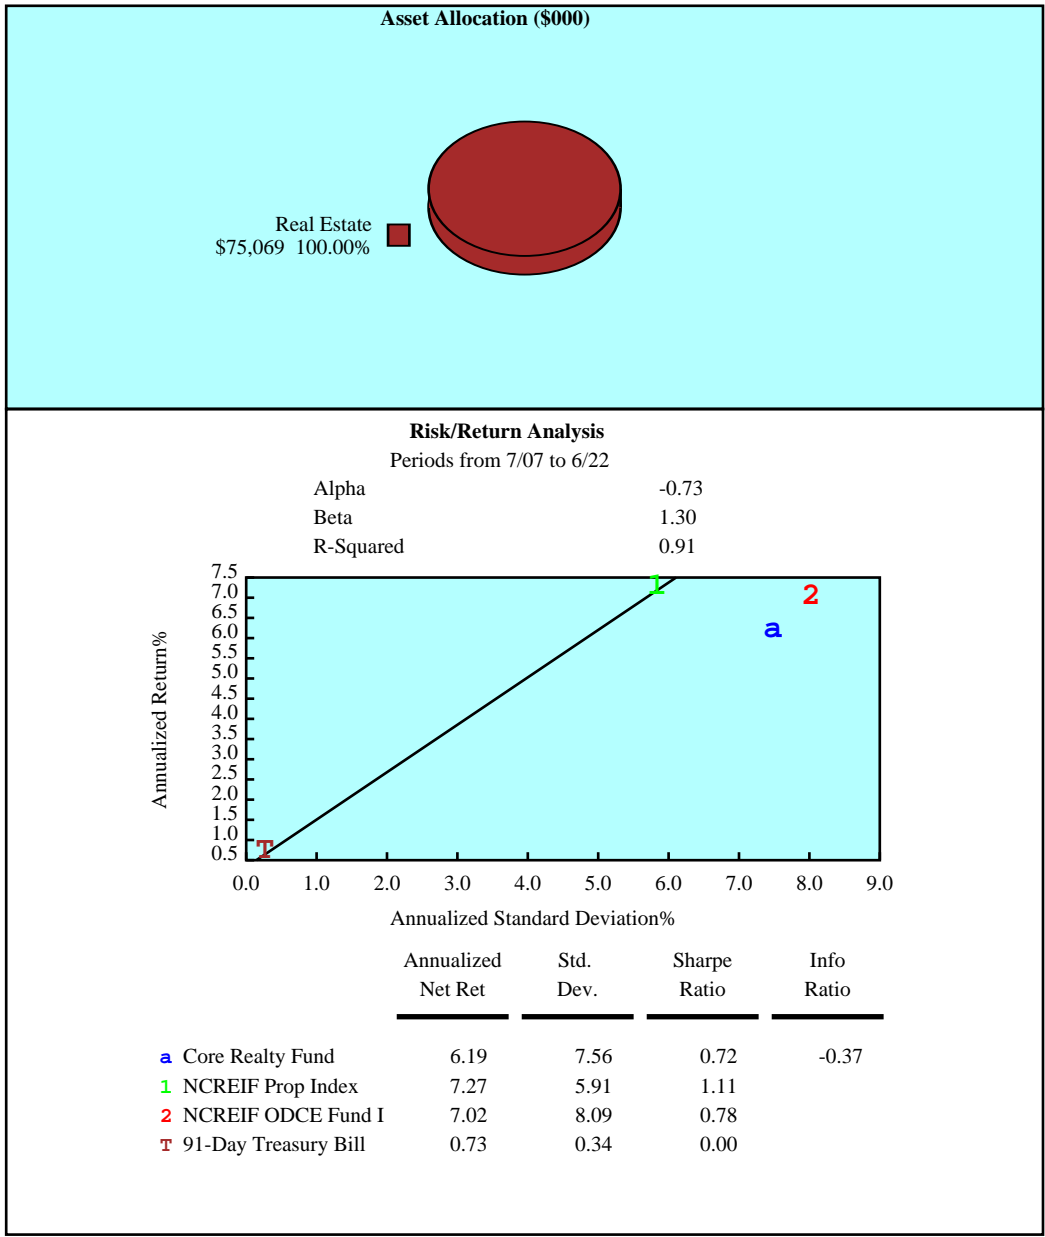 Asset Allocation ($000)
Real Estate
$75,069 100.00%
Risk/Return Analysis
Periods from 7/07 to 6/22
Alpha -0.73
Beta 1.30
R-Squared 0.91
7.5
7.0
6.5
6.0
5.5
5.0
4.5
4.0
3.5
3.0
2.5
2.0
1.5
1.0
0.5
Annualized Return%
1
2
a
T
0.0 1.0 2.0 3.0 4.0 5.0 6.0 7.0 8.0 9.0
Annualized Standard Deviation%
Annualized Std. Sharpe Info
Net Ret Dev. Ratio Ratio
a Core Realty Fund 6.19 7.56 0.72 -0.37
1 NCREIF Prop Index 7.27 5.91 1.11
2 NCREIF ODCE Fund I 7.02 8.09 0.78
T 91-Day Treasury Bill 0.73 0.34 0.00